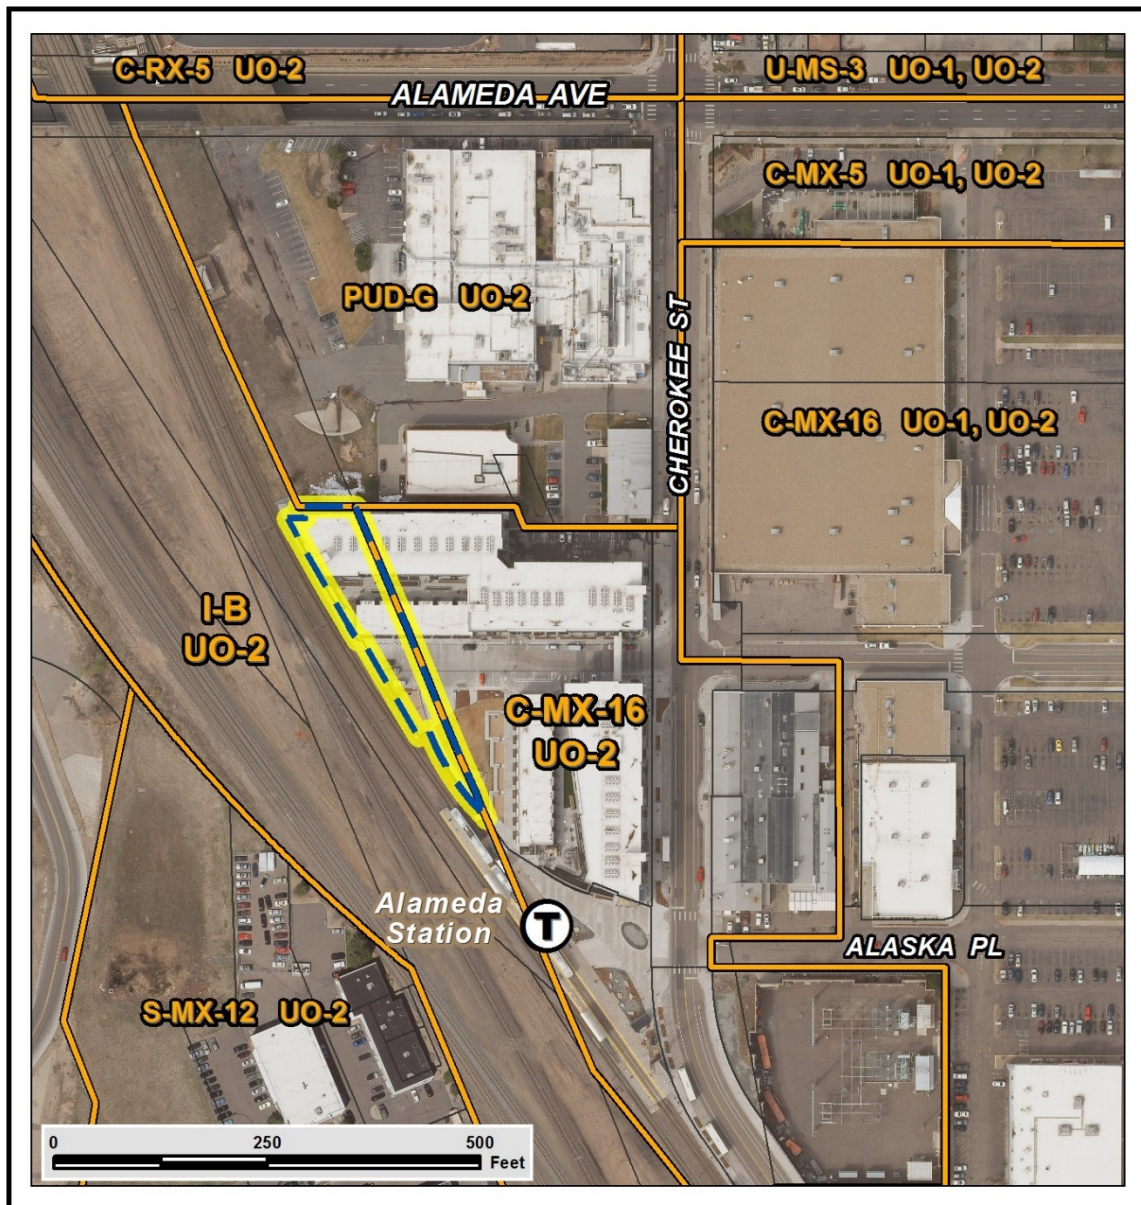 C-RX-5 UO-2
U-MS-3 UO-1, UO-2
ALAMEDA AVE
C-MX-5 UO-1, UO-2
PUD-G UO-2
CHEROKEE ST
C-MX-16 UO-1, UO-2
I-B
UO-2
C-MX-16
UO-2
Alameda
Station
T
ALASKA PL
S-MX-12 UO-2
0 250 500
Feet